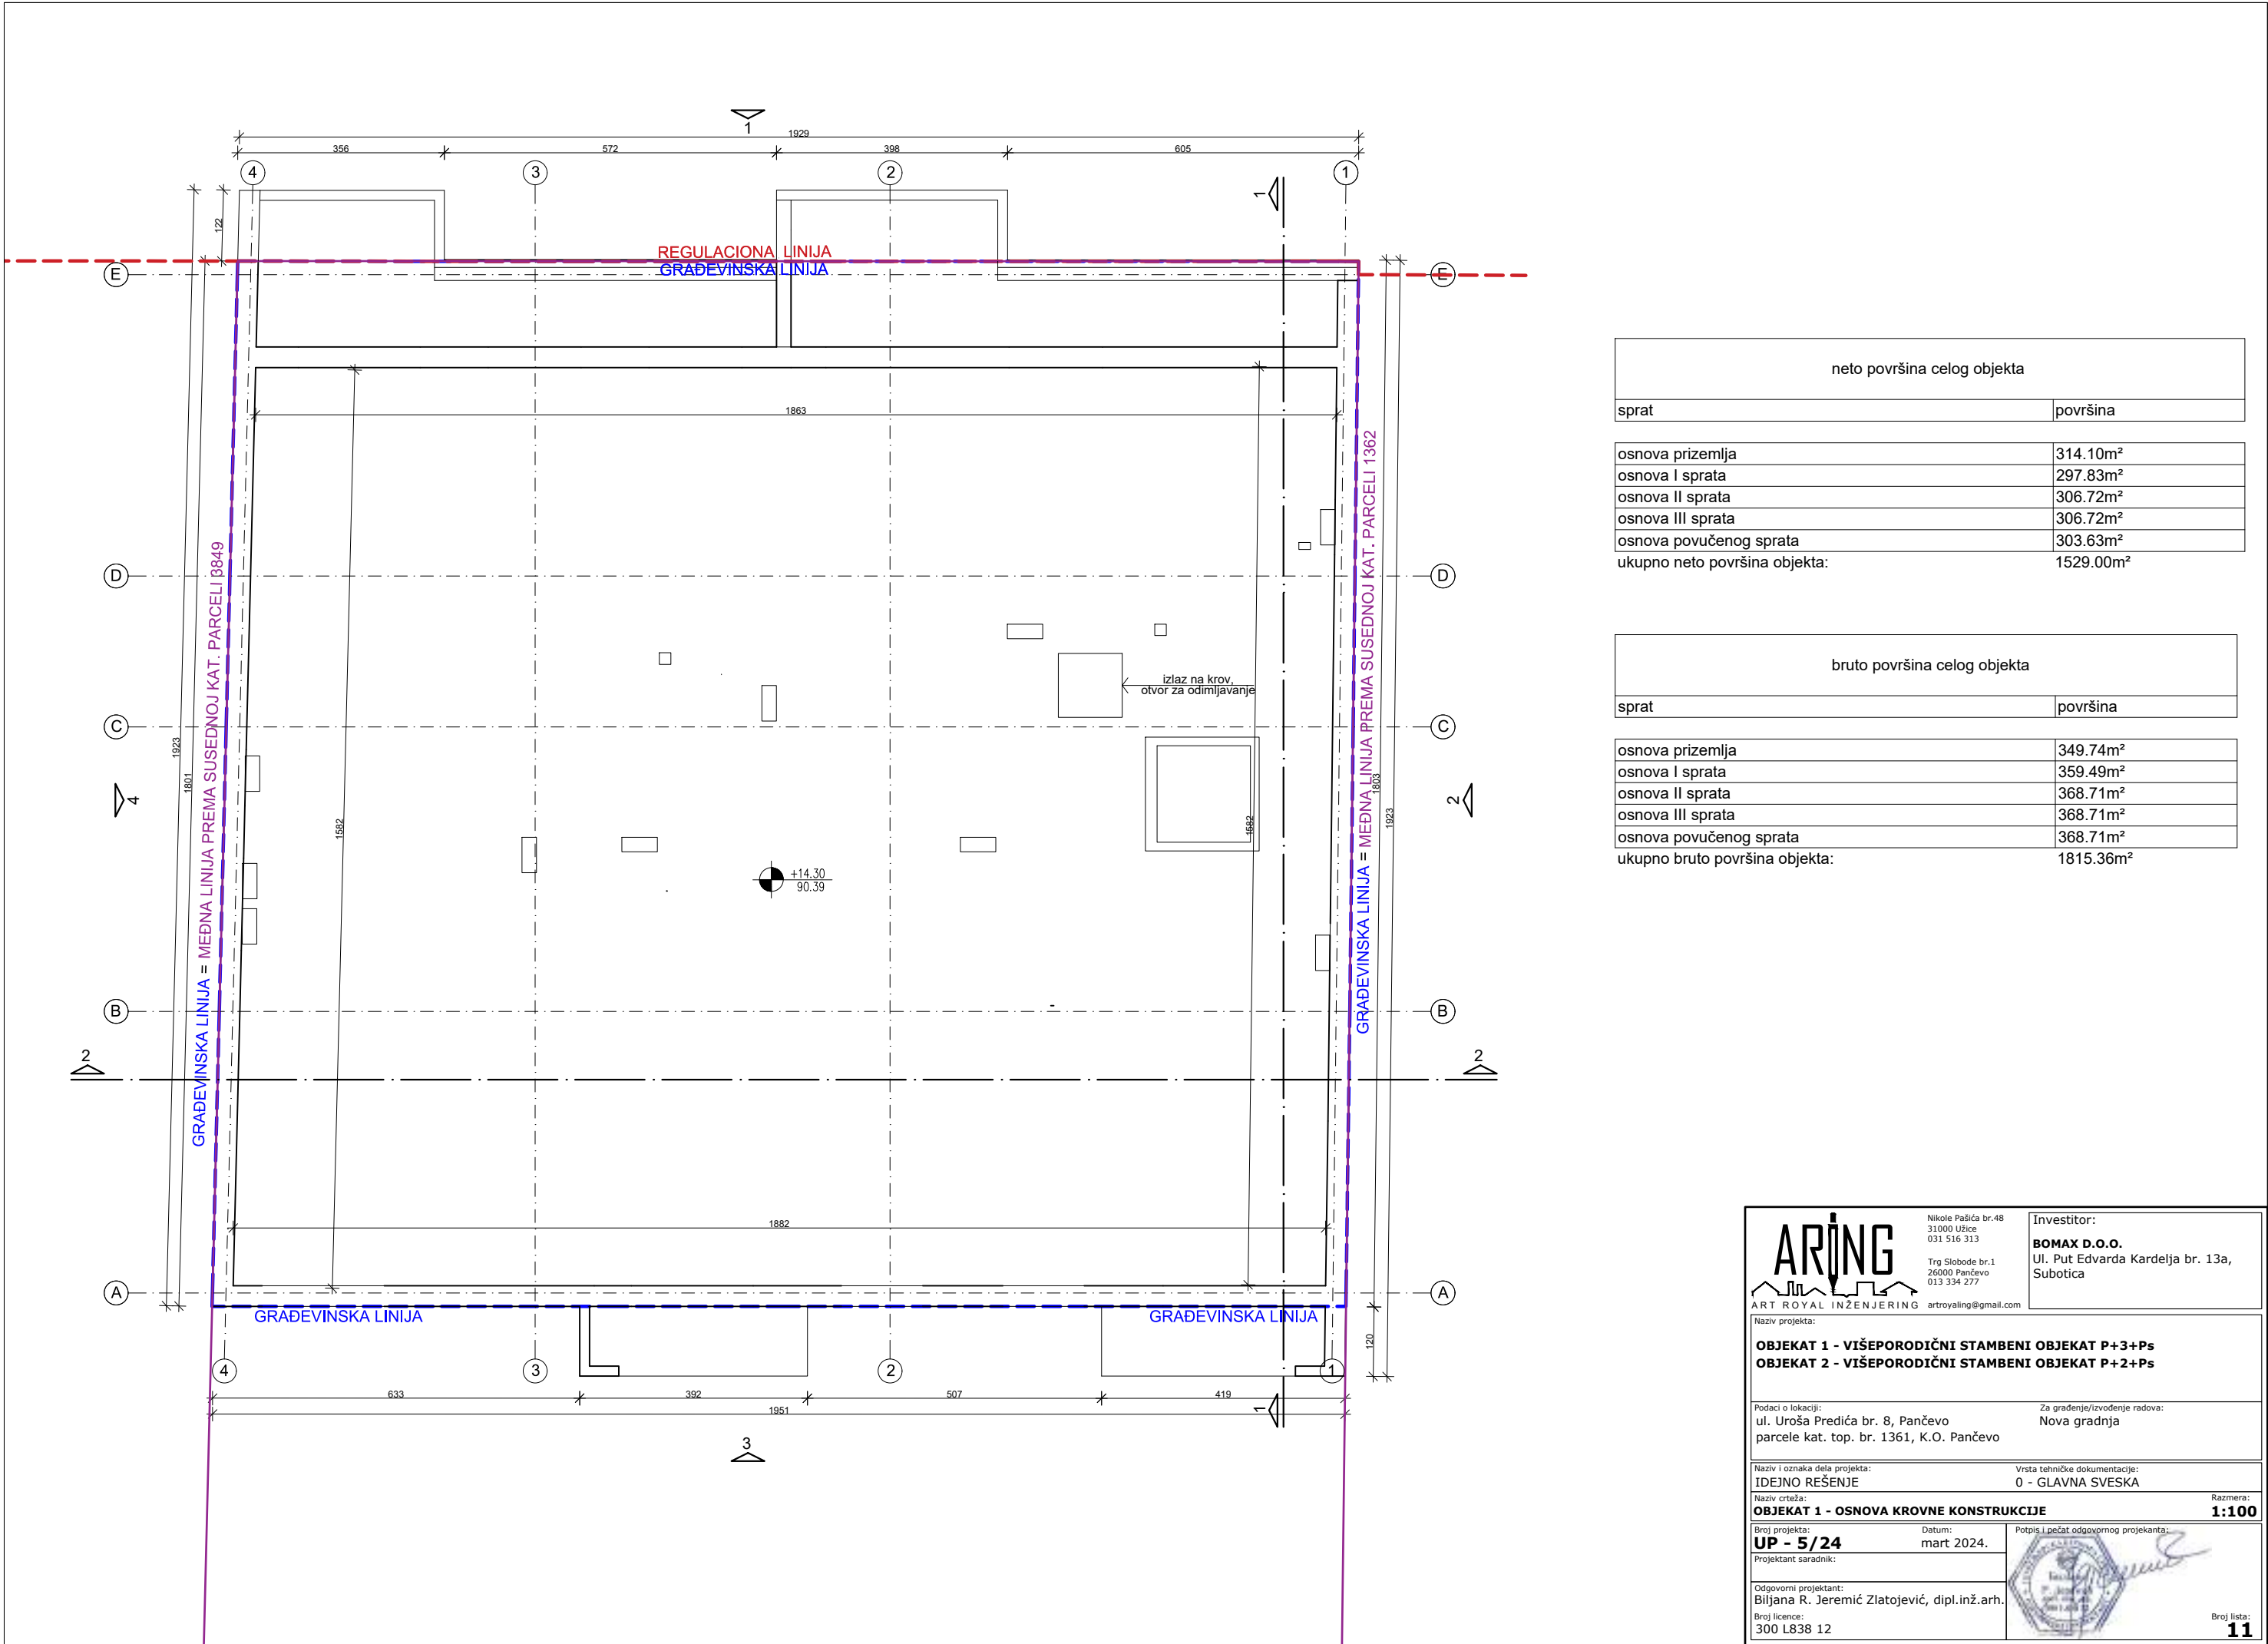 1
1929
356
572
398
605
4
3
2
1
1
122
REGULACIONA LINIJA
GRAĐEVINSKA LINIJA
E
E
1863
GRAĐEVINSKA LINIJA = MEĐNA LINIJA PREMA SUSEDNOJ KAT. PARCELI 3849
GRAĐEVINSKA LINIJA = MEĐNA LINIJA PREMA SUSEDNOJ KAT. PARCELI 1362
D
D
izlaz na krov,
otvor za odimljavanje
C
C
1923
1801
1582
1582
1803
1923
4
2
+14.30
90.39
B
B
2
2
1882
A
A
GRAĐEVINSKA LINIJA
GRAĐEVINSKA LINIJA
120
4
3
2
1
633
392
507
419
1951
1
3
neto površina celog objekta
sprat površina
osnova prizemlja 314.10m²
osnova I sprata 297.83m²
osnova II sprata 306.72m²
osnova III sprata 306.72m²
osnova povučenog sprata 303.63m²
ukupno neto površina objekta: 1529.00m²
bruto površina celog objekta
sprat površina
osnova prizemlja 349.74m²
osnova I sprata 359.49m²
osnova II sprata 368.71m²
osnova III sprata 368.71m²
osnova povučenog sprata 368.71m²
ukupno bruto površina objekta: 1815.36m²
ARING
ART ROYAL INŽENJERING
Nikole Pašića br.48
31000 Užice
031 516 313
Trg Slobode br.1
26000 Pančevo
013 334 277
artroyaling@gmail.com
Investitor:
BOMAX D.O.O.
Ul. Put Edvarda Kardelja br. 13a,
Subotica
Naziv projekta:
OBJEKAT 1 - VIŠEPORODIČNI STAMBENI OBJEKAT P+3+Ps
OBJEKAT 2 - VIŠEPORODIČNI STAMBENI OBJEKAT P+2+Ps
Podaci o lokaciji:
ul. Uroša Predića br. 8, Pančevo
parcele kat. top. br. 1361, K.O. Pančevo
Za građenje/izvođenje radova:
Nova gradnja
Naziv i oznaka dela projekta:
IDEJNO REŠENJE
Vrsta tehničke dokumentacije:
0 - GLAVNA SVESKA
Naziv crteža:
OBJEKAT 1 - OSNOVA KROVNE KONSTRUKCIJE
Razmera:
1:100
Broj projekta:
UP - 5/24
Datum:
mart 2024.
Potpis i pečat odgovornog projekanta:
Projektant saradnik:
Odgovorni projektant:
Biljana R. Jeremić Zlatojević, dipl.inž.arh.
Broj licence:
300 L838 12
Broj lista:
11